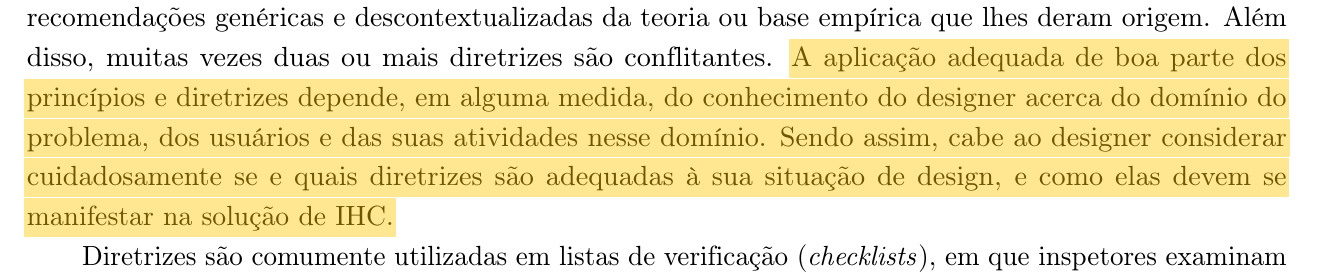 recomendações genéricas e descontextualizadas da teoria ou base empírica que lhes deram origem. Além
disso, muitas vezes duas ou mais diretrizes são conflitantes. A aplicação adequada de boa parte dos
princípios e diretrizes depende, em alguma medida, do conhecimento do designer acerca do domínio do
problema, dos usuários e das suas atividades nesse domínio. Sendo assim, cabe ao designer considerar
cuidadosamente se e quais diretrizes são adequadas à sua situação de design, e como elas devem se
manifestar na solução de IHC.
Diretrizes são comumente utilizadas em listas de verificação (checklists), em que inspetores examinam